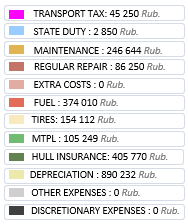 TRANSPORT TAX: 45 250 Rub.
STATE DUTY : 2 850 Rub.
MAINTENANCE : 246 644 Rub.
REGULAR REPAIR : 86 250 Rub.
EXTRA COSTS : 0 Rub.
FUEL : 374 010 Rub.
TIRES: 154 112 Rub.
MTPL : 105 249 Rub.
HULL INSURANCE: 405 770 Rub.
DEPRECIATION : 890 232 Rub.
OTHER EXPENSES : 0 Rub.
DISCRETIONARY EXPENSES : 0 Rub.